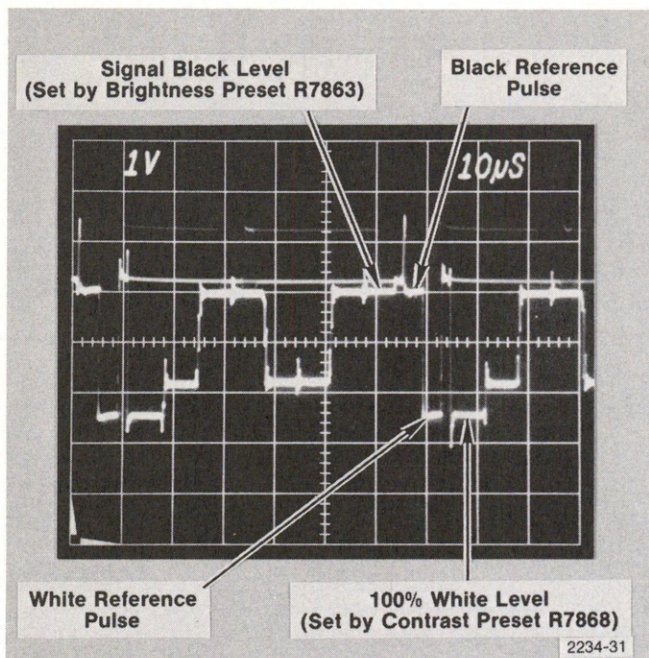 Signal Black Level
(Set by Brightness Preset R7863)
Black Reference
Pulse
1V
10µS
White Reference
Pulse
100% White Level
(Set by Contrast Preset R7868)
2234-31